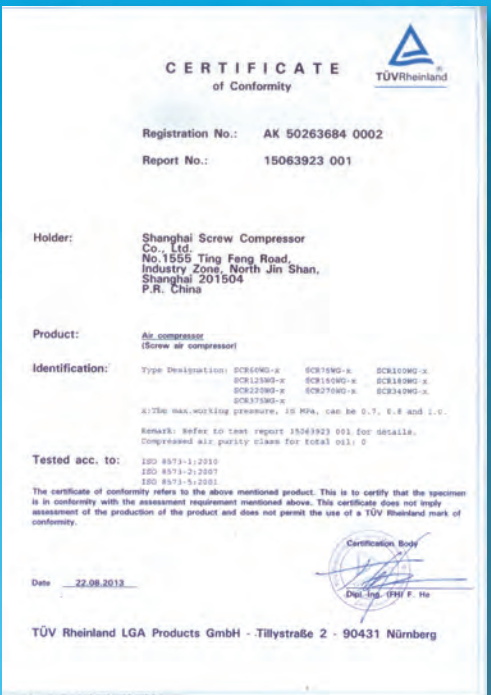 CERTIFICATE
of Conformity
TÜVRheinland
Registration No.: AK 50263684 0002
Report No.: 15063923 001
Holder: Shanghai Screw Compressor
Co., Ltd.
No.1555 Ting Feng Road,
Industry Zone, North Jin Shan,
Shanghai 201504
P.R. China
Product: Air compressor
(Screw air compressor)
Identification: Type Designation: SCR60WG-x SCR75WG-x SCR100WG-x
SCR125WG-x SCR150WG-x SCR180WG-x
SCR220WG-x SCR270WG-x SCR340WG-x
SCR375WG-x
x:The max.working pressure, in MPa, can be 0.7, 0.8 and 1.0.
Remark: Refer to test report 15063923 001 for details.
Compressed air purity class for total oil: 0
Tested acc. to: ISO 8573-1:2010
ISO 8573-2:2007
ISO 8573-5:2001
The certificate of conformity refers to the above mentioned product. This is to certify that the specimen
is in conformity with the assessment requirement mentioned above. This certificate does not imply
assessment of the production of the product and does not permit the use of a TÜV Rheinland mark of
conformity.
Certification Body
Date 22.08.2013
Dipl.-Ing. (FH) F. He
TÜV Rheinland LGA Products GmbH - Tillystraße 2 - 90431 Nürnberg